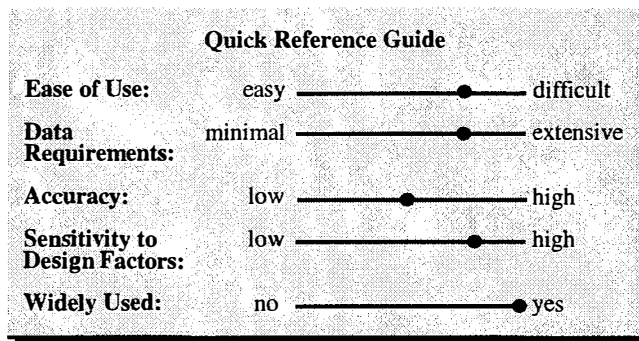 Quick Reference Guide
Ease of Use: easy difficult
Data
Requirements: minimal extensive
Accuracy: low high
Sensitivity to
Design Factors: low high
Widely Used: no yes